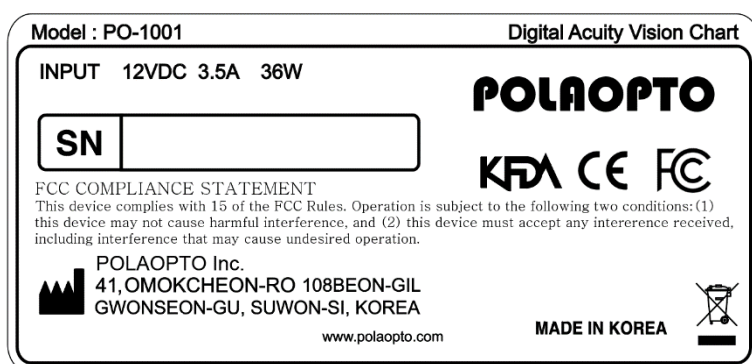 Model : PO-1001 Digital Acuity Vision Chart
INPUT 12VDC 3.5A 36W
POLAOPTO
SN
KFDA CE FC
FCC COMPLIANCE STATEMENT
This device complies with 15 of the FCC Rules. Operation is subject to the following two conditions:(1)
this device may not cause harmful interference, and (2) this device must accept any intererence received,
including interference that may cause undesired operation.
POLAOPTO Inc.
41,OMOKCHEON-RO 108BEON-GIL
GWONSEON-GU, SUWON-SI, KOREA
www.polaopto.com
MADE IN KOREA